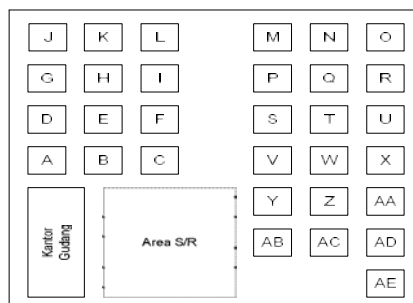 J K L M N O
G H I P Q R
D E F S T U
A B C V W X
Y Z AA
Kantor
Gudang
Area S/R
AB AC AD
AE